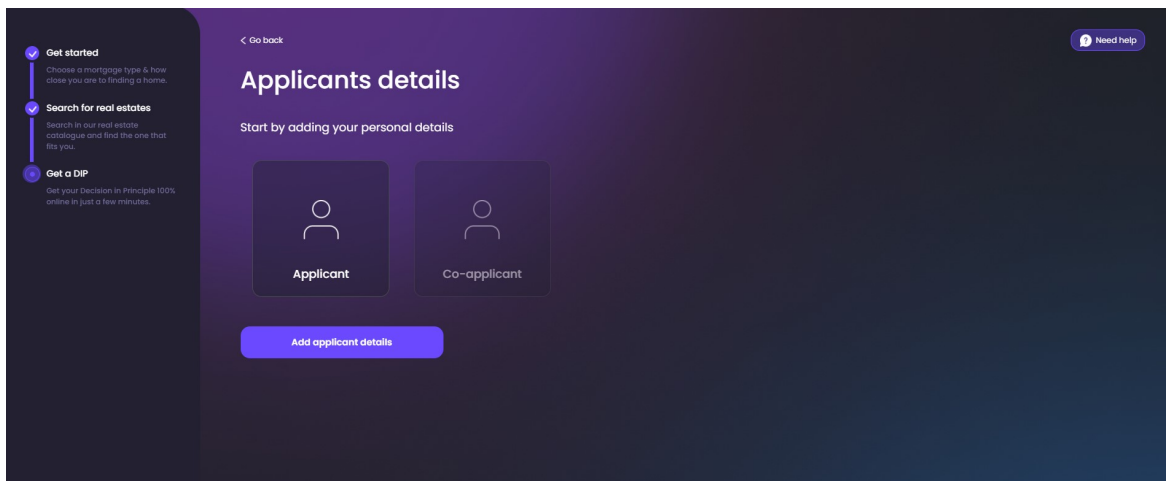 Get started
Choose a mortgage type & how
close you are to finding a home.
Search for real estates
Search in our real estate
catalogue and find the one that
fits you.
Get a DIP
Get your Decision in Principle 100%
online in just a few minutes.
Go back
Need help
Applicants details
Start by adding your personal details
Applicant
Co-applicant
Add applicant details